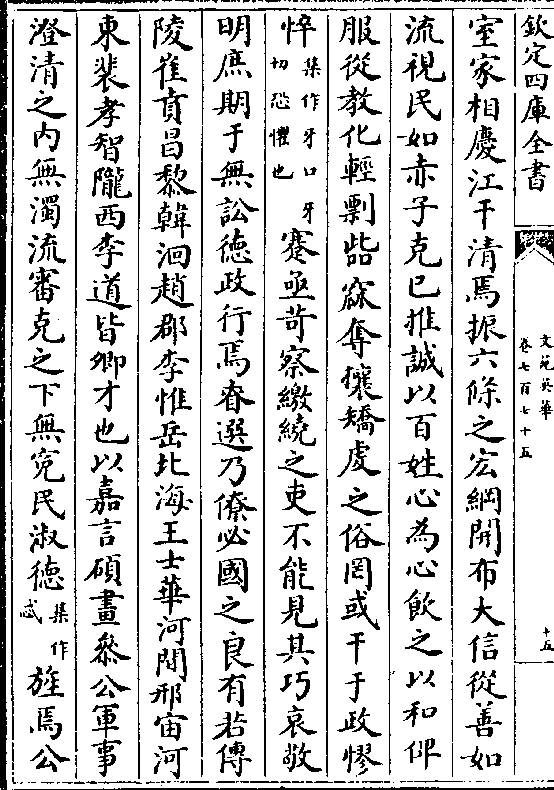 欽定四庫全書
文苑英華
卷七百七十五
十五
室家相慶江干清焉振六條之宏綱開布大信從善如
流視民如赤子克已推誠以百姓心為心飲之以和仰
服從教化輕剽呰窳奪攘矯虔之俗罔或干于政憀
悴集作牙口牙切恐懼也蹇亟苛察繳繞之吏不能見其巧哀敬
明庶期于無訟德政行焉眷選乃僚必國之良有若傳
陵崔賁昌黎韓洄趙郡李惟岳北海王士華河間邢宙河
東裴孝智隴西李道皆卿才也以嘉言碩畫叅公軍事
澄清之内無濁流審克之下無寃民淑德集作忒旌焉公